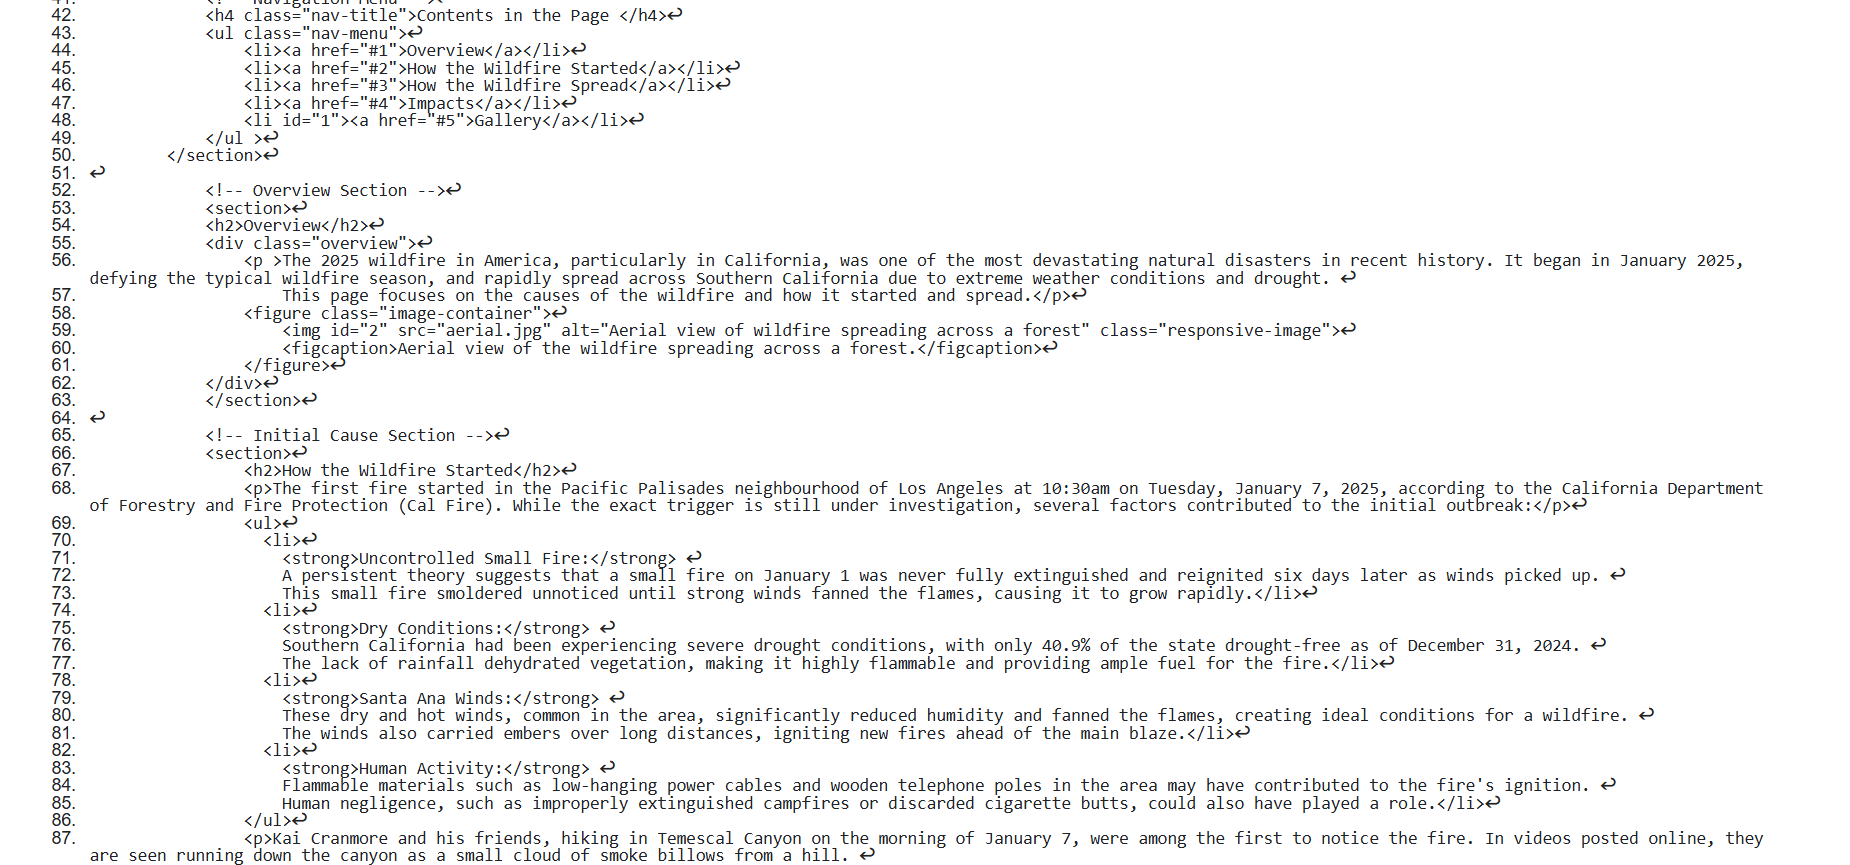 41. <!-- Navigation Menu -->
42. <h4 class="nav-title">Contents in the Page </h4>↩
43. <ul class="nav-menu">↩
44. <li><a href="#1">Overview</a></li>↩
45. <li><a href="#2">How the Wildfire Started</a></li>↩
46. <li><a href="#3">How the Wildfire Spread</a></li>↩
47. <li><a href="#4">Impacts</a></li>↩
48. <li id="1"><a href="#5">Gallery</a></li>↩
49. </ul >↩
50. </section>↩
51. ↩
52. <!-- Overview Section -->↩
53. <section>↩
54. <h2>Overview</h2>↩
55. <div class="overview">↩
56. <p >The 2025 wildfire in America, particularly in California, was one of the most devastating natural disasters in recent history. It began in January 2025,
defying the typical wildfire season, and rapidly spread across Southern California due to extreme weather conditions and drought. ↩
57. This page focuses on the causes of the wildfire and how it started and spread.</p>↩
58. <figure class="image-container">↩
59. <img id="2" src="aerial.jpg" alt="Aerial view of wildfire spreading across a forest" class="responsive-image">↩
60. <figcaption>Aerial view of the wildfire spreading across a forest.</figcaption>↩
61. </figure>↩
62. </div>↩
63. </section>↩
64. ↩
65. <!-- Initial Cause Section -->↩
66. <section>↩
67. <h2>How the Wildfire Started</h2>↩
68. <p>The first fire started in the Pacific Palisades neighbourhood of Los Angeles at 10:30am on Tuesday, January 7, 2025, according to the California Department
of Forestry and Fire Protection (Cal Fire). While the exact trigger is still under investigation, several factors contributed to the initial outbreak:</p>↩
69. <ul>↩
70. <li>↩
71. <strong>Uncontrolled Small Fire:</strong> ↩
72. A persistent theory suggests that a small fire on January 1 was never fully extinguished and reignited six days later as winds picked up. ↩
73. This small fire smoldered unnoticed until strong winds fanned the flames, causing it to grow rapidly.</li>↩
74. <li>↩
75. <strong>Dry Conditions:</strong> ↩
76. Southern California had been experiencing severe drought conditions, with only 40.9% of the state drought-free as of December 31, 2024. ↩
77. The lack of rainfall dehydrated vegetation, making it highly flammable and providing ample fuel for the fire.</li>↩
78. <li>↩
79. <strong>Santa Ana Winds:</strong> ↩
80. These dry and hot winds, common in the area, significantly reduced humidity and fanned the flames, creating ideal conditions for a wildfire. ↩
81. The winds also carried embers over long distances, igniting new fires ahead of the main blaze.</li>↩
82. <li>↩
83. <strong>Human Activity:</strong> ↩
84. Flammable materials such as low-hanging power cables and wooden telephone poles in the area may have contributed to the fire's ignition. ↩
85. Human negligence, such as improperly extinguished campfires or discarded cigarette butts, could also have played a role.</li>↩
86. </ul>↩
87. <p>Kai Cranmore and his friends, hiking in Temescal Canyon on the morning of January 7, were among the first to notice the fire. In videos posted online, they
are seen running down the canyon as a small cloud of smoke billows from a hill. ↩